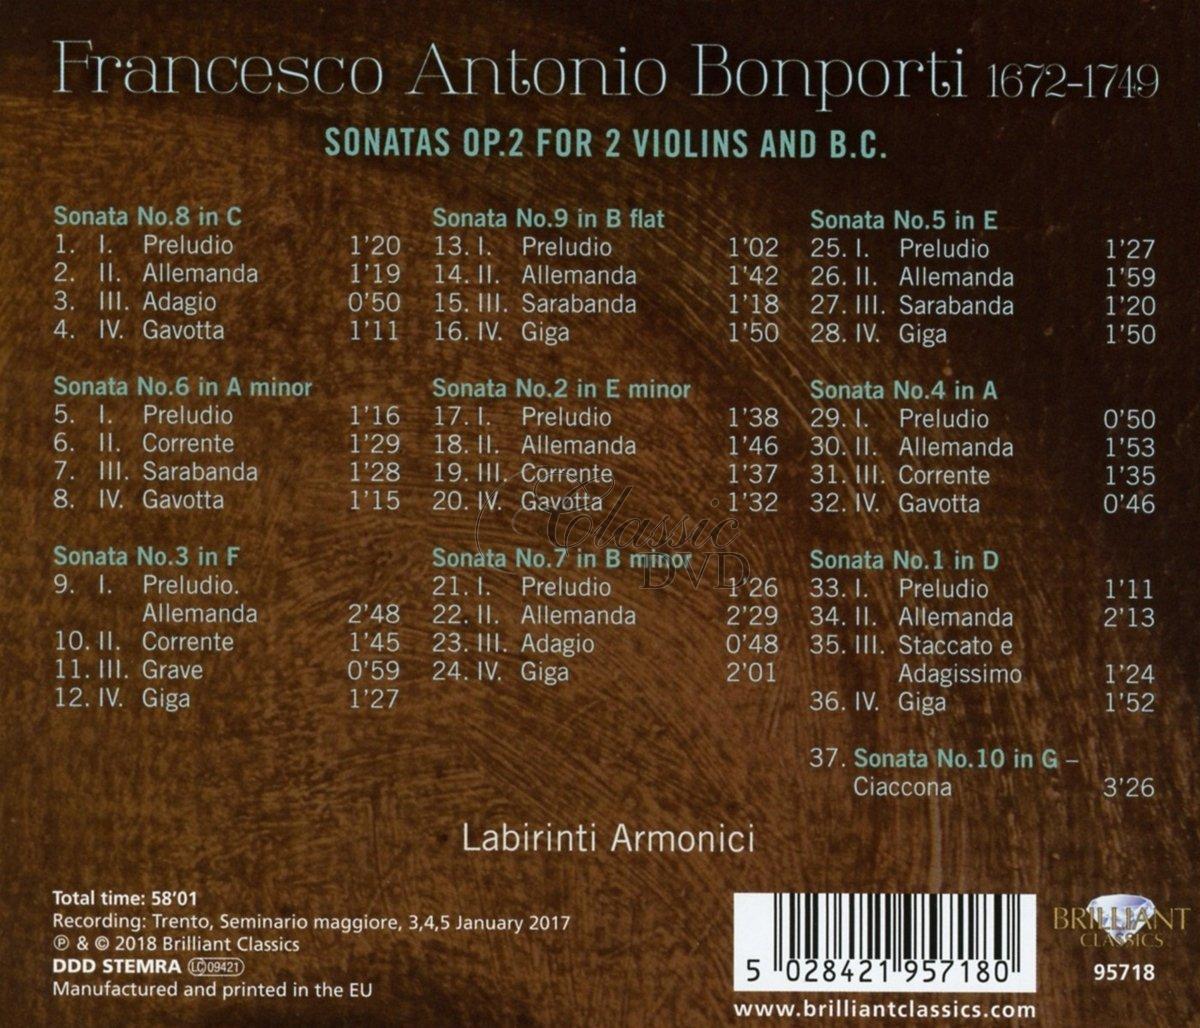 Francesco Antonio Bonporti 1672-1749
SONATAS OP.2 FOR 2 VIOLINS AND B.C.
Sonata No.8 in C
1. I. Preludio 1'20
2. II. Allemanda 1'19
3. III. Adagio 0'50
4. IV. Gavotta 1'11
Sonata No.6 in A minor
5. I. Preludio 1'16
6. II. Corrente 1'29
7. III. Sarabanda 1'28
8. IV. Gavotta 1'15
Sonata No.3 in F
9. I. Preludio.
Allemanda 2'48
10. II. Corrente 1'45
11. III. Grave 0'59
12. IV. Giga 1'27
Sonata No.9 in B flat
13. I. Preludio 1'02
14. II. Allemanda 1'42
15. III. Sarabanda 1'18
16. IV. Giga 1'50
Sonata No.2 in E minor
17. I. Preludio 1'38
18. II. Allemanda 1'46
19. III. Corrente 1'37
20. IV. Gavotta 1'32
Sonata No.7 in B minor
21. I. Preludio 1'26
22. II. Allemanda 2'29
23. III. Adagio 0'48
24. IV. Giga 2'01
Sonata No.5 in E
25. I. Preludio 1'27
26. II. Allemanda 1'59
27. III. Sarabanda 1'20
28. IV. Giga 1'50
Sonata No.4 in A
29. I. Preludio 0'50
30. II. Allemanda 1'53
31. III. Corrente 1'35
32. IV. Gavotta 0'46
Sonata No.1 in D
33. I. Preludio 1'11
34. II. Allemanda 2'13
35. III. Staccato e
Adagissimo 1'24
36. IV. Giga 1'52
37. Sonata No.10 in G –
Ciaccona 3'26
Classic
DVD
Labirinti Armonici
Total time: 58'01
Recording: Trento, Seminario maggiore, 3,4,5 January 2017
℗ & © 2018 Brilliant Classics
DDD STEMRA LC 09421
Manufactured and printed in the EU
5 028421 957180
www.brilliantclassics.com
BRILLIANT
CLASSICS
95718